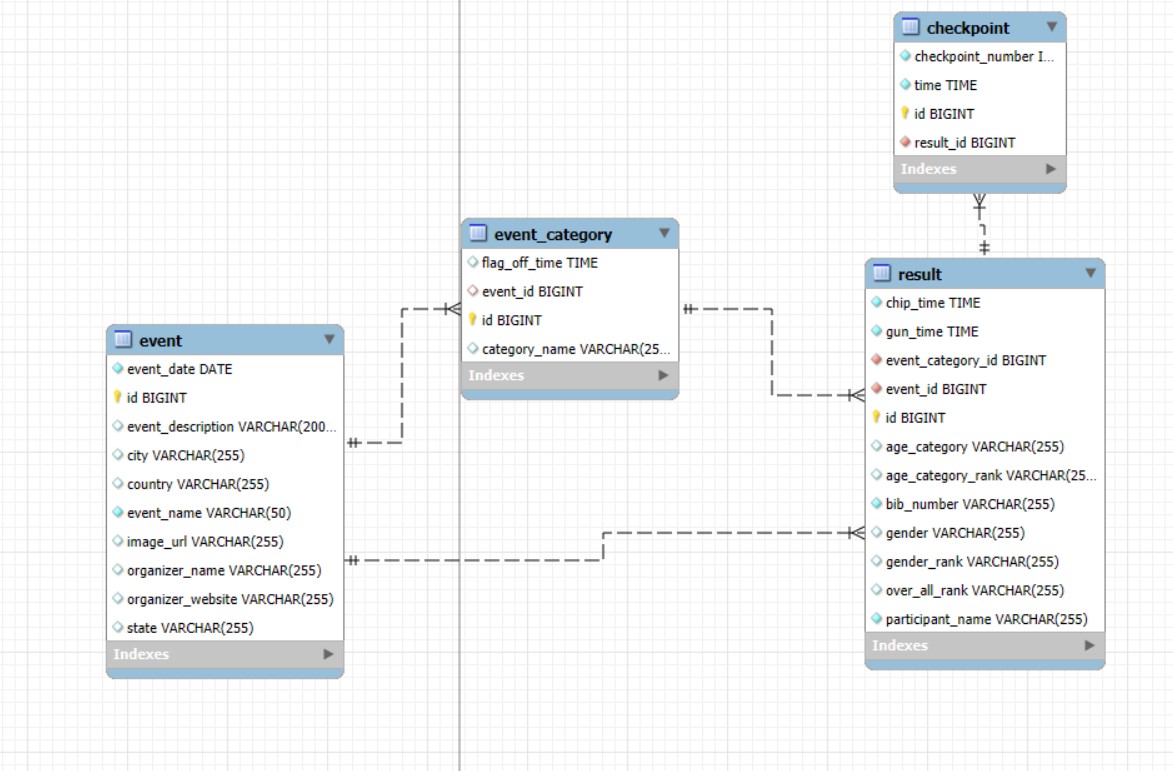 checkpoint
checkpoint_number I...
time TIME
id BIGINT
result_id BIGINT
Indexes
event_category
flag_off_time TIME
event_id BIGINT
id BIGINT
category_name VARCHAR(25...
Indexes
event
event_date DATE
id BIGINT
event_description VARCHAR(200...
city VARCHAR(255)
country VARCHAR(255)
event_name VARCHAR(50)
image_url VARCHAR(255)
organizer_name VARCHAR(255)
organizer_website VARCHAR(255)
state VARCHAR(255)
Indexes
result
chip_time TIME
gun_time TIME
event_category_id BIGINT
event_id BIGINT
id BIGINT
age_category VARCHAR(255)
age_category_rank VARCHAR(25...
bib_number VARCHAR(255)
gender VARCHAR(255)
gender_rank VARCHAR(255)
over_all_rank VARCHAR(255)
participant_name VARCHAR(255)
Indexes